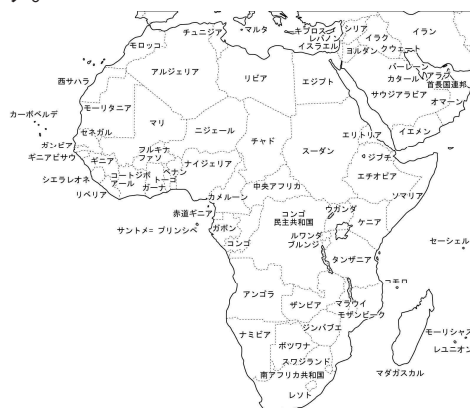 チュニジア
マルタ
キプロス
レバノン
イスラエル
シリア
イラク
イラン
ヨルダン
クウェート
モロッコ
バーレーン
カタール
アラブ
首長国連邦
アルジェリア
リビア
エジプト
サウジアラビア
オマーン
西サハラ
モーリタニア
カーボベルデ
マリ
ニジェール
チャド
スーダン
エリトリア
イエメン
セネガル
ガンビア
ギニアビサウ
ギニア
ブルキナ
ファソ
ナイジェリア
ジブチ
シエラレオネ
コートジボ
アール
ベナン
トーゴ
ガーナ
中央アフリカ
エチオピア
リベリア
カメルーン
ソマリア
赤道ギニア
コンゴ
民主共和国
ウガンダ
ケニア
サントメ= プリンシペ
ガボン
コンゴ
ルワンダ
ブルンジ
セーシェル
タンザニア
コモロ
アンゴラ
ザンビア
マラウイ
モザンビーク
ナミビア
ジンバブエ
ボツワナ
モーリシャス
レユニオン
スワジランド
南アフリカ共和国
マダガスカル
レソト